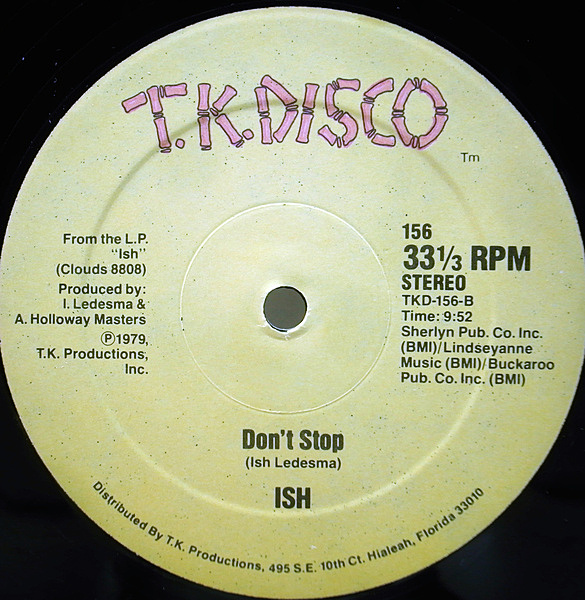 T.K.DISCO
Tm
From the L.P.
"Ish"
(Clouds 8808)
Produced by:
I. Ledesma &
A. Holloway Masters
Ⓟ1979,
T.K. Productions,
Inc.
156
33⅓ RPM
STEREO
TKD-156-B
Time: 9:52
Sherlyn Pub. Co. Inc.
(BMI)/Lindseyanne
Music (BMI)/Buckaroo
Pub. Co. Inc. (BMI)
Don't Stop
(Ish Ledesma)
ISH
Distributed By T.K. Productions, 495 S.E. 10th Ct. Hialeah, Florida 33010